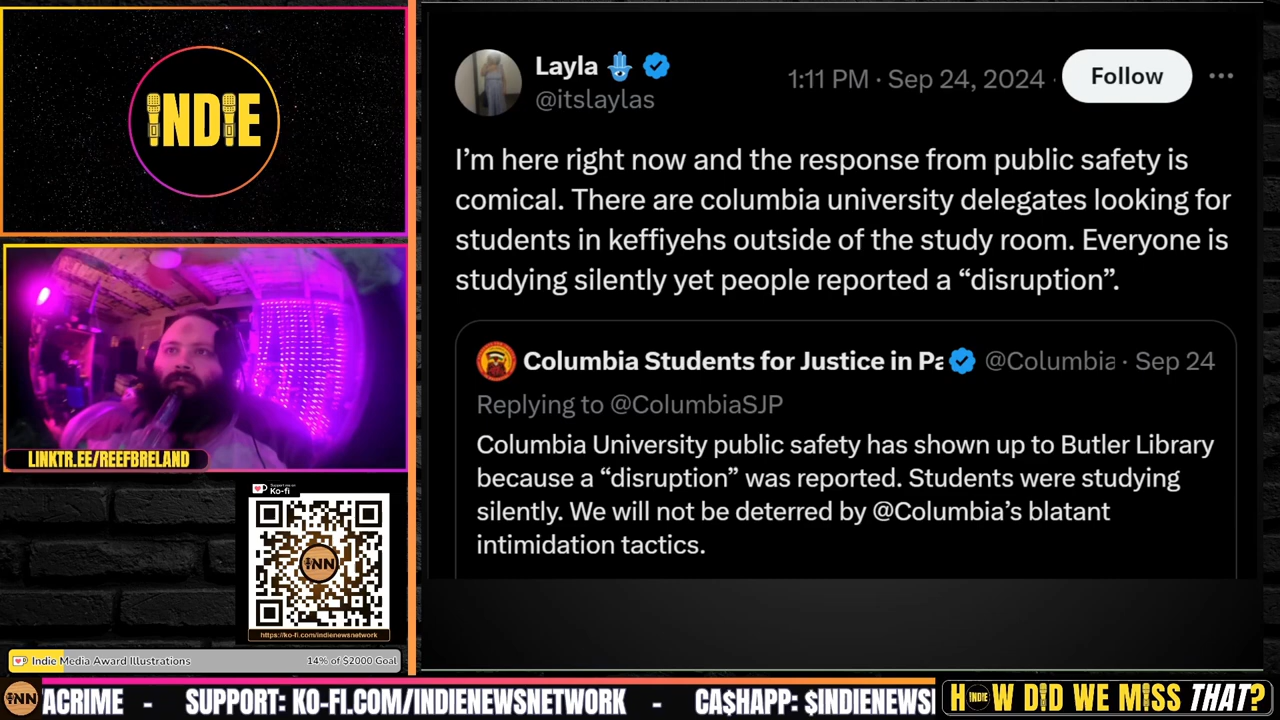 INDIE
LINKTR.EE/REEFBRELAND
Support me on
Ko-fi
INN
https://ko-fi.com/indienewsnetwork
Indie Media Award Illustrations
14% of $2000 Goal
Layla
@itslaylas
1:11 PM · Sep 24, 2024 ·
Follow
I’m here right now and the response from public safety is
comical. There are columbia university delegates looking for
students in keffiyehs outside of the study room. Everyone is
studying silently yet people reported a “disruption”.
Columbia Students for Justice in Pa @Columbia · Sep 24
Replying to @ColumbiaSJP
Columbia University public safety has shown up to Butler Library
because a “disruption” was reported. Students were studying
silently. We will not be deterred by @Columbia’s blatant
intimidation tactics.
INN ACRIME - SUPPORT: KO-FI.COM/INDIENEWSNETWORK - CA$HAPP: $INDIENEWS
HOW DID WE MISS THAT?